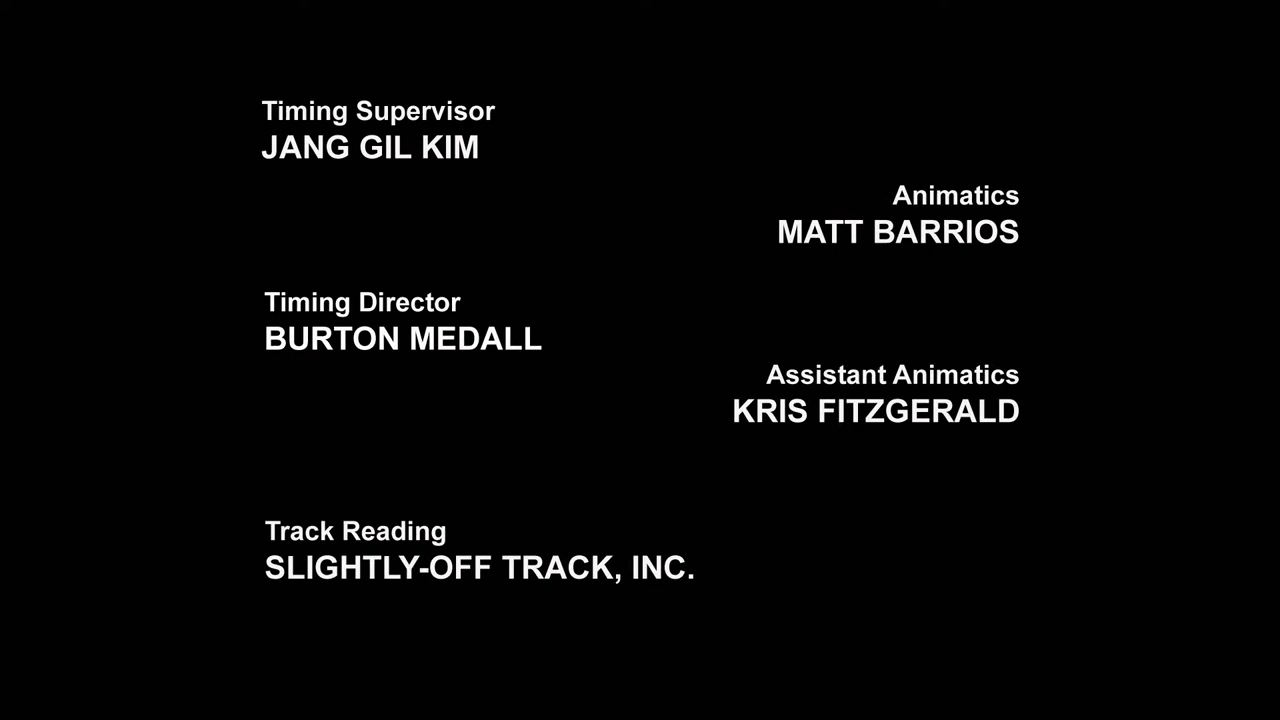 Timing Supervisor
JANG GIL KIM
Animatics
MATT BARRIOS
Timing Director
BURTON MEDALL
Assistant Animatics
KRIS FITZGERALD
Track Reading
SLIGHTLY-OFF TRACK, INC.